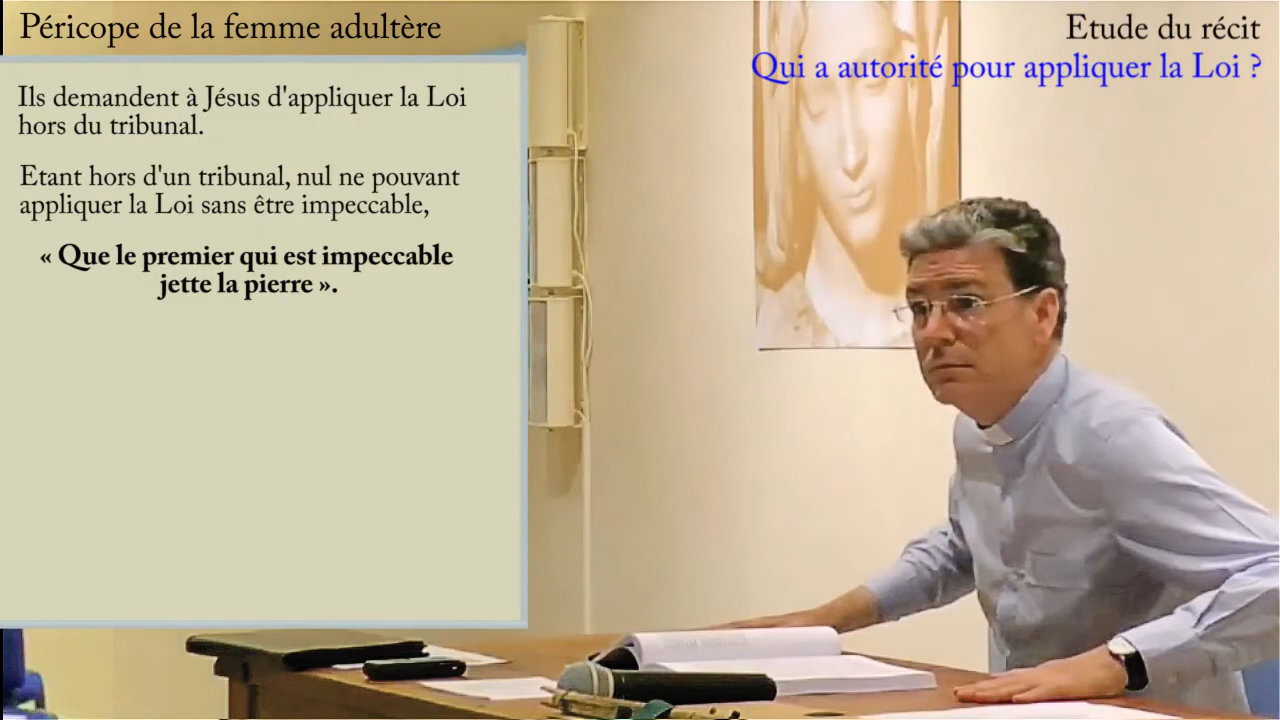 Péricope de la femme adultère
Etude du récit
Qui a autorité pour appliquer la Loi ?
Ils demandent à Jésus d'appliquer la Loi
hors du tribunal.
Etant hors d'un tribunal, nul ne pouvant
appliquer la Loi sans être impeccable,
« Que le premier qui est impeccable
jette la pierre ».